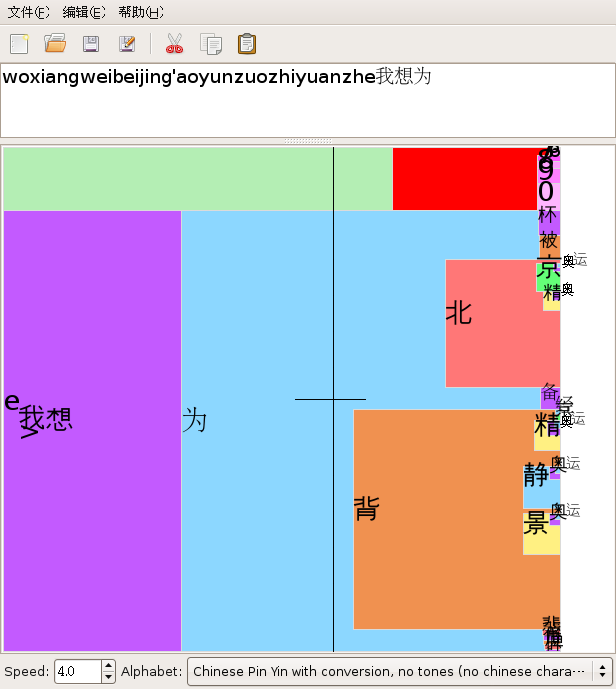 文件(F) 编辑(E) 帮助(H)
woxiangweibeijing'aoyunzuozhiyuanzhe我想为
9
0
杯
被
京 奥运
精 奥
北
备
经
e 我想 为
> 
精 奥运
静 奥运
背
景 奥运
Speed: 4.0 Alphabet: Chinese Pin Yin with conversion, no tones (no chinese chara···